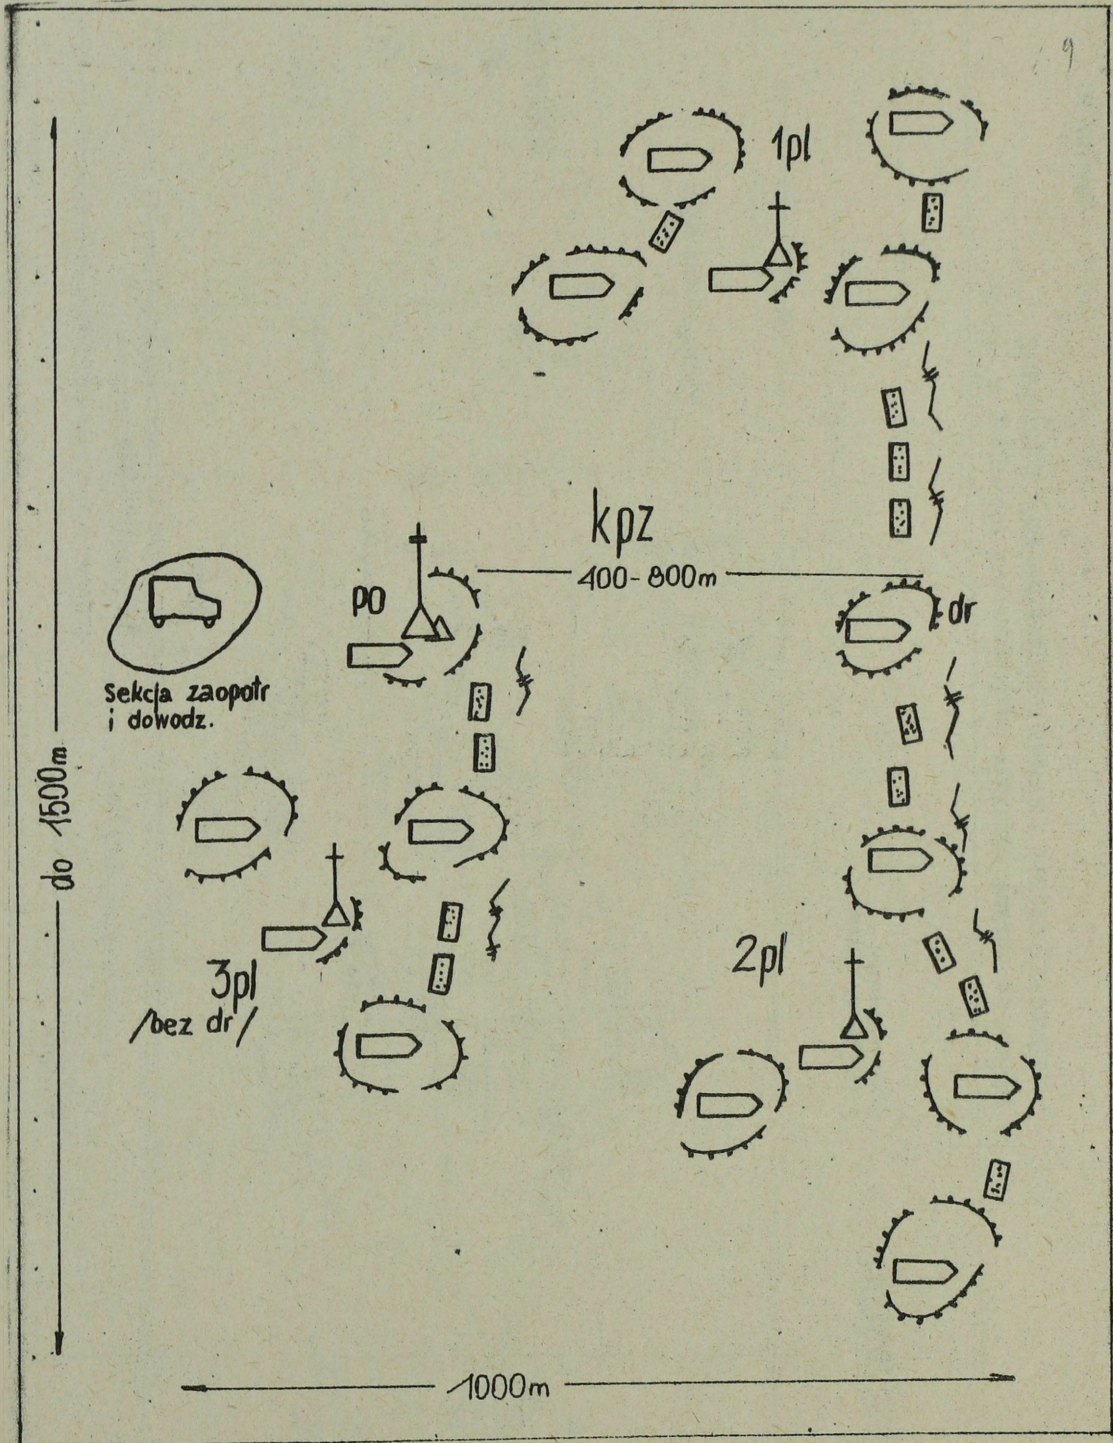 9
1pl
kpz
400-800m
po
dr
sekcja zaopatr
i dowodz.
do 1500m
3pl
/bez dr/
2pl
1000m